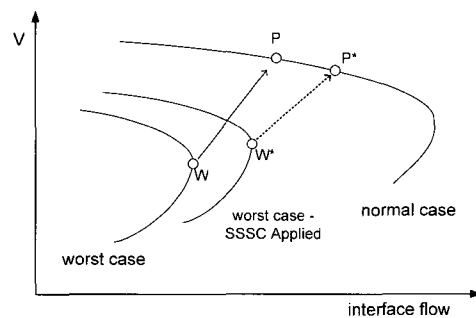 V
P
P*
W
W*
worst case -
SSSC Applied
normal case
worst case
interface flow